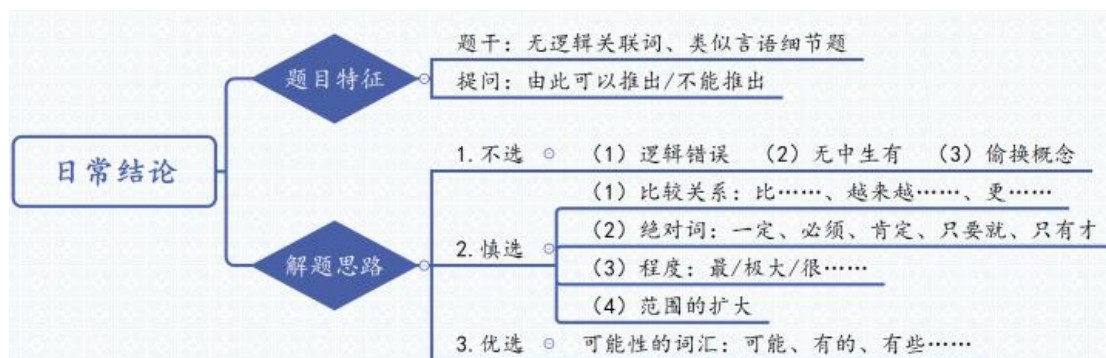 日常结论
题目特征
题干：无逻辑关联词、类似言语细节题
提问：由此可以推出/不能推出
解题思路
1.不选 （1）逻辑错误 （2）无中生有 （3）偷换概念
2.慎选
（1）比较关系：比……、越来越……、更……
（2）绝对词：一定、必须、肯定、只要就、只有才
（3）程度：最/极大/很……
（4）范围的扩大
3.优选 可能性的词汇：可能、有的、有些……